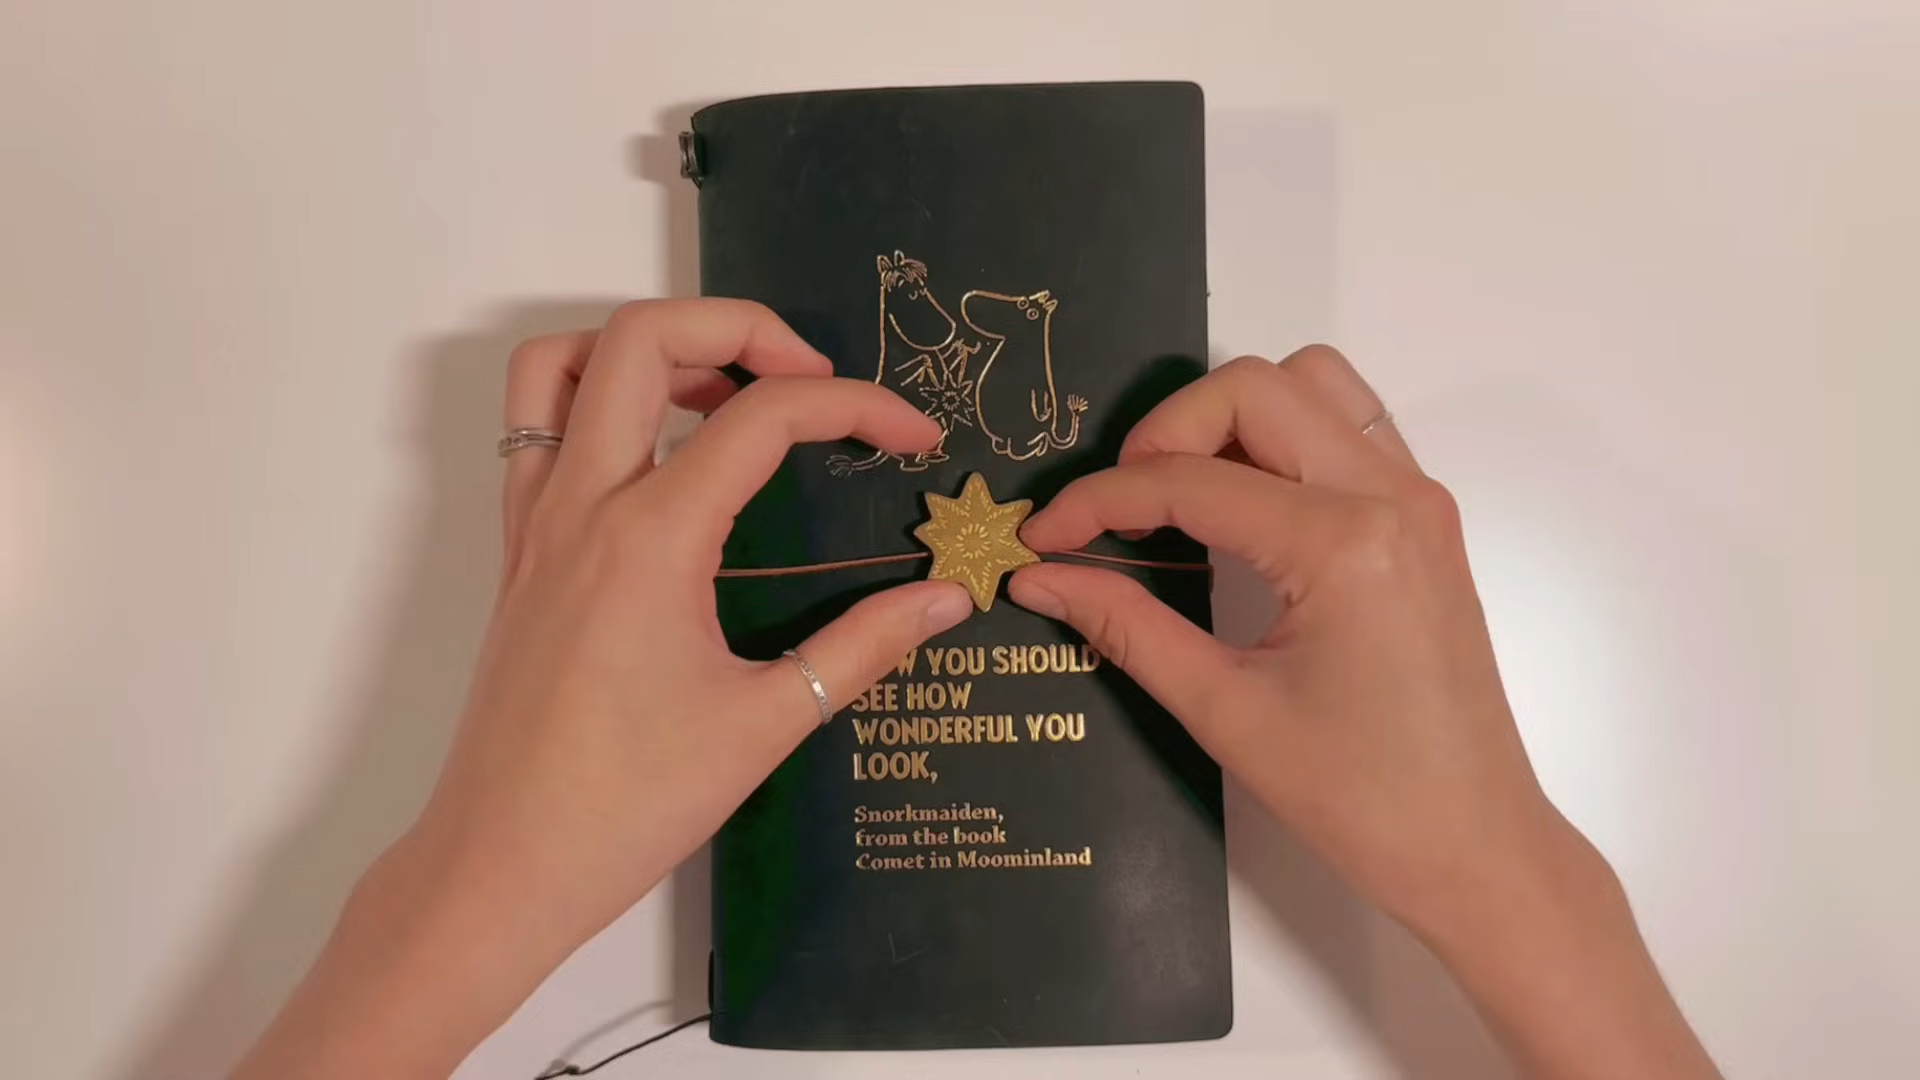 YOU SHOULD
SEE HOW
WONDERFUL YOU
LOOK,
Snorkmaiden,
from the book
Comet in Moominland